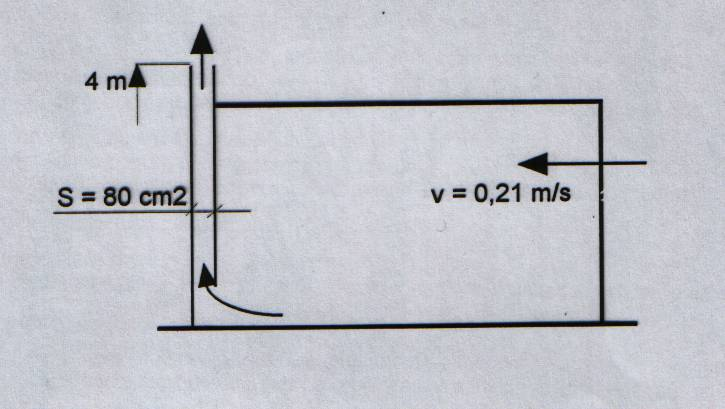 4 m
S = 80 cm2
v = 0,21 m/s